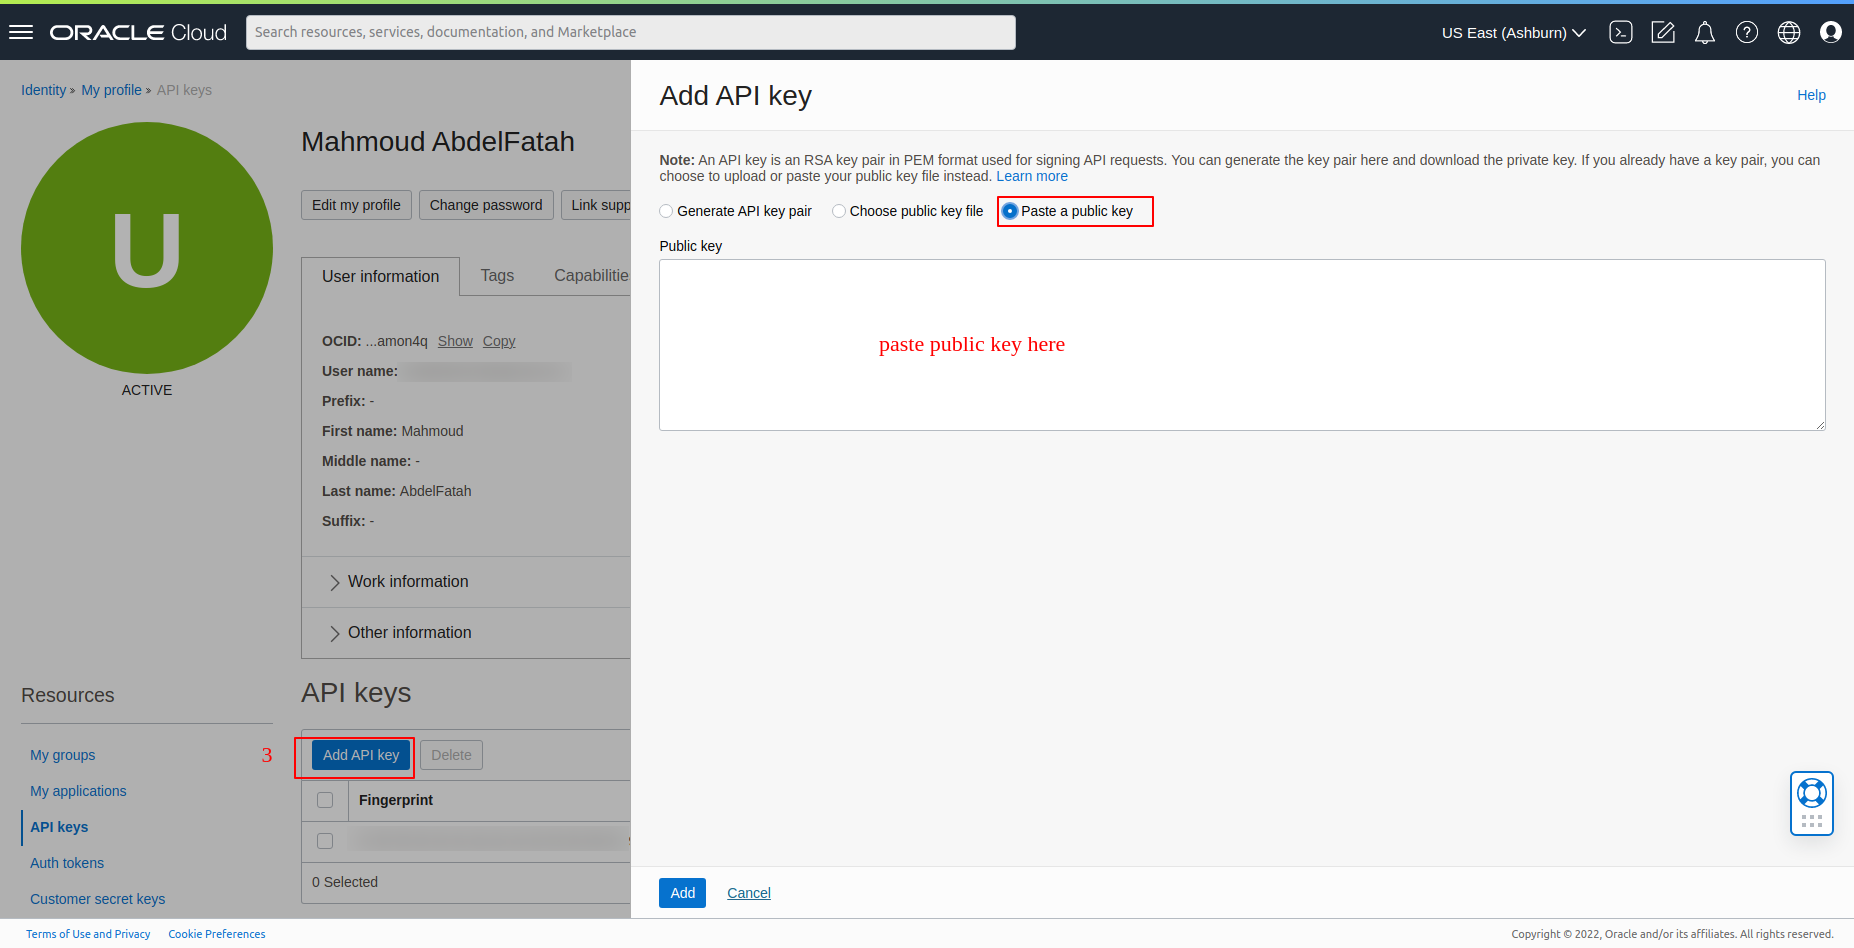 ORACLE Cloud
Search resources, services, documentation, and Marketplace
US East (Ashburn)
Identity » My profile » API keys
U
ACTIVE
Mahmoud AbdelFatah
Edit my profile
Change password
Link supp
User information
Tags
Capabilitie
OCID: ...amon4q Show Copy
User name:
Prefix: -
First name: Mahmoud
Middle name: -
Last name: AbdelFatah
Suffix: -
Work information
Other information
Resources
My groups
My applications
API keys
Auth tokens
Customer secret keys
API keys
3
Add API key
Delete
Fingerprint
0 Selected
Add API key
Help
Note: An API key is an RSA key pair in PEM format used for signing API requests. You can generate the key pair here and download the private key. If you already have a key pair, you can
choose to upload or paste your public key file instead. Learn more
Generate API key pair
Choose public key file
Paste a public key
Public key
paste public key here
Add
Cancel
Terms of Use and Privacy
Cookie Preferences
Copyright © 2022, Oracle and/or its affiliates. All rights reserved.